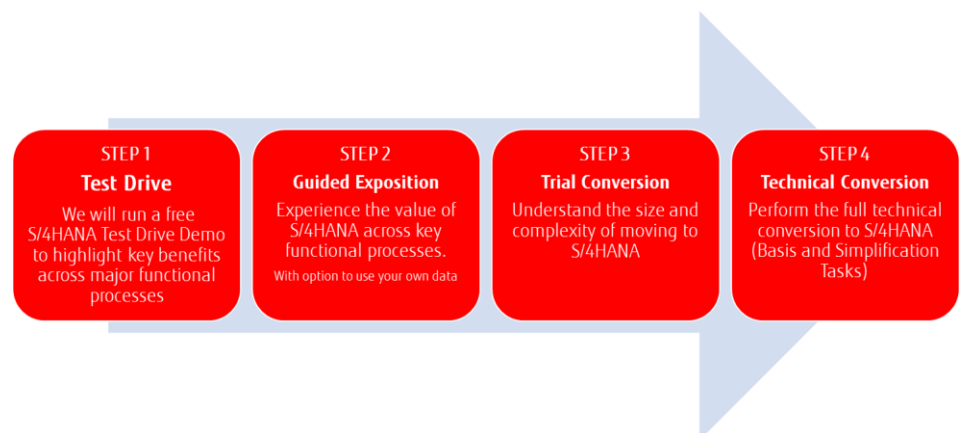 STEP 1
Test Drive
We will run a free
S/4HANA Test Drive Demo
to highlight key benefits
across major functional
processes
STEP 2
Guided Exposition
Experience the value of
S/4HANA across key
functional processes.
With option to use your own data
STEP 3
Trial Conversion
Understand the size and
complexity of moving to
S/4HANA
STEP 4
Technical Conversion
Perform the full technical
conversion to S/4HANA
(Basis and Simplification
Tasks)